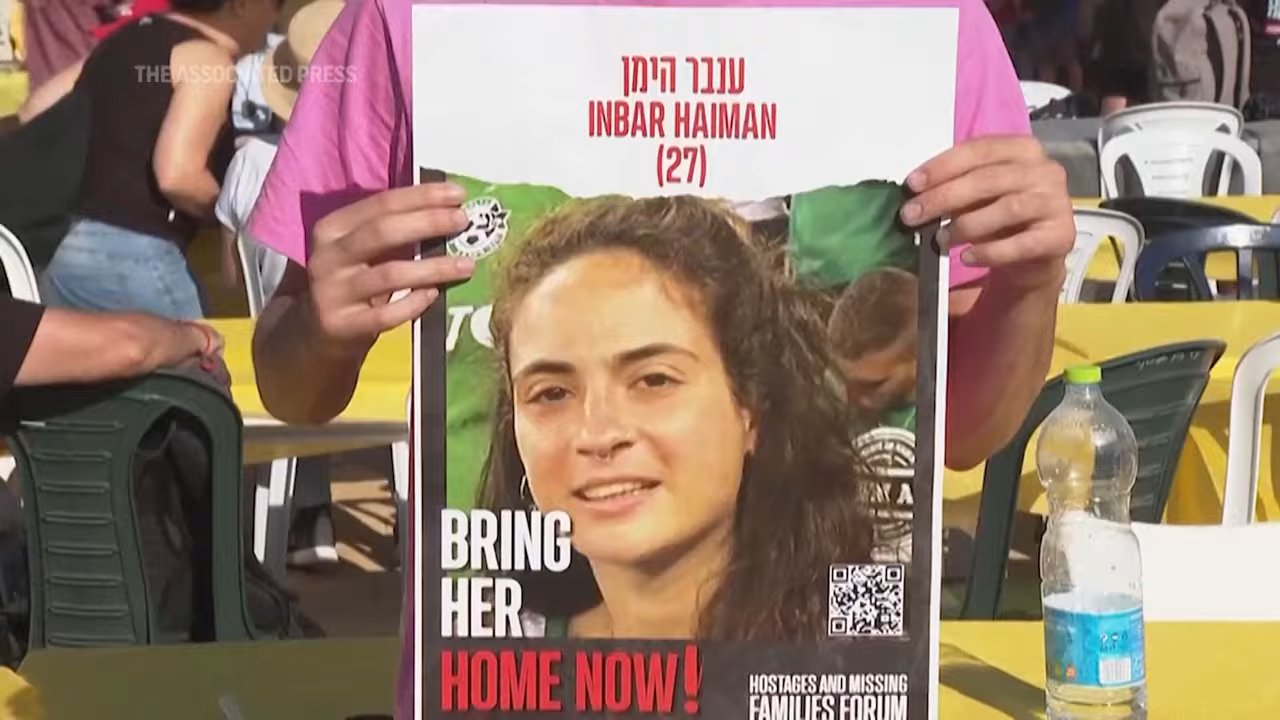 THE ASSOCIATED PRESS
ענבר הימן
INBAR HAIMAN
(27)
BRING
HER
HOME NOW!
HOSTAGES AND MISSING
FAMILIES FORUM